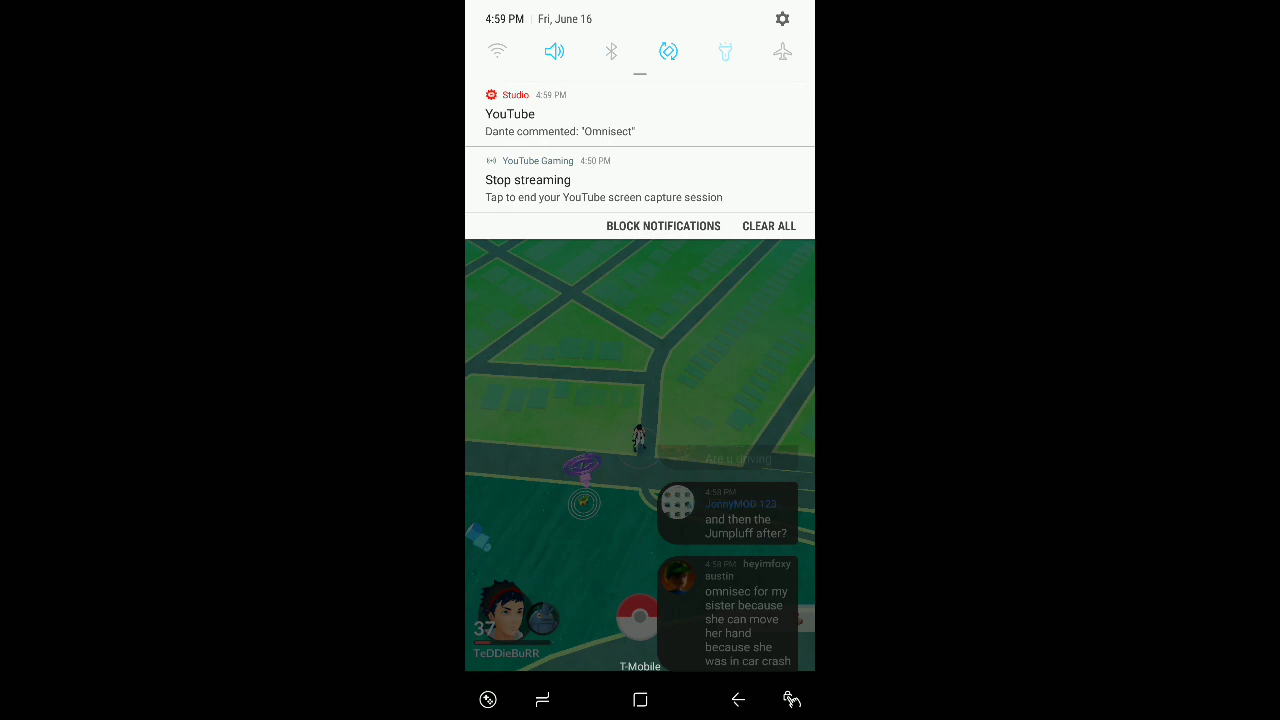 4:59 PM | Fri, June 16
Studio 4:59 PM
YouTube
Dante commented: "Omnisect"
YouTube Gaming 4:50 PM
Stop streaming
Tap to end your YouTube screen capture session
BLOCK NOTIFICATIONS CLEAR ALL
Are u driving
4:58 PM
JonnyMOD 123
and then the
Jumpluff after?
4:58 PM heyimfoxy
austin
omnisec for my
sister because
she can move
her hand
because she
was in car crash
37
TeDDieBuRR
T-Mobile